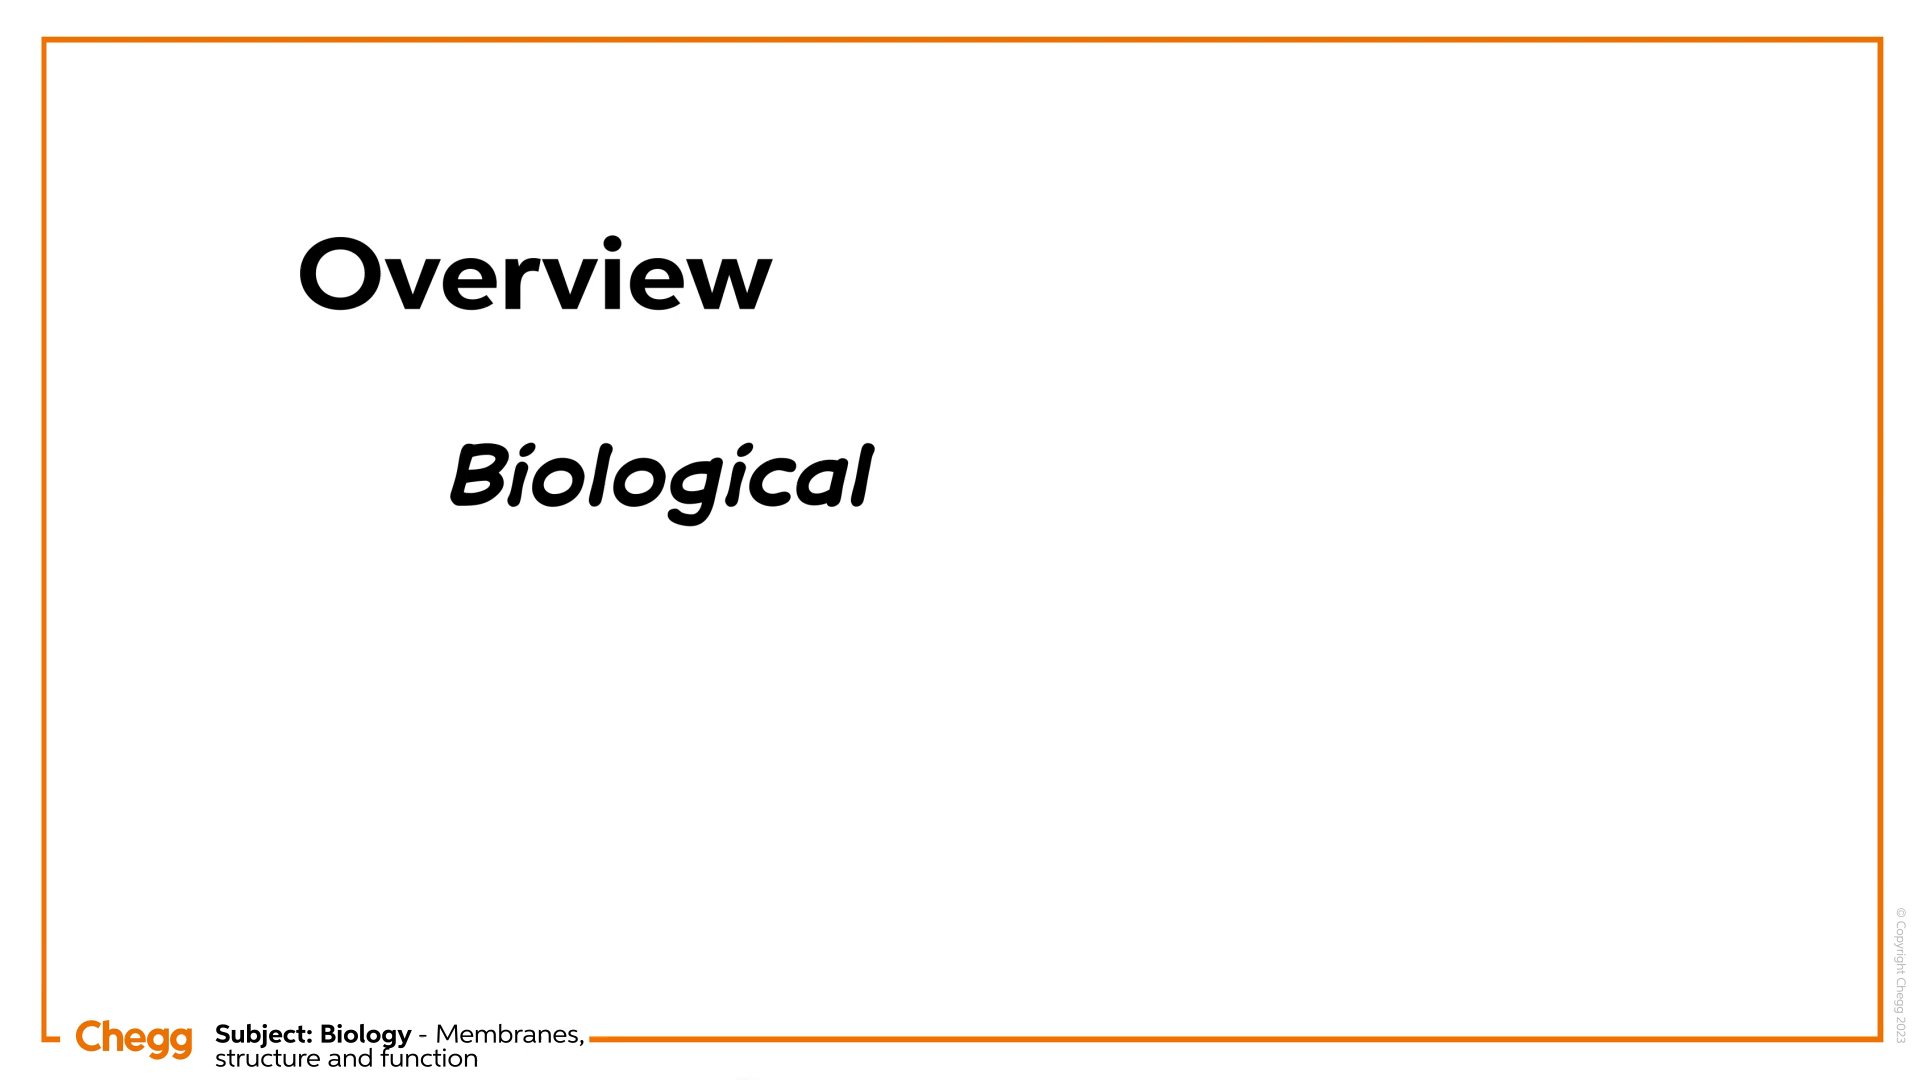 Overview
Biological
Chegg
Subject: Biology - Membranes,
structure and function
© Copyright Chegg 2023